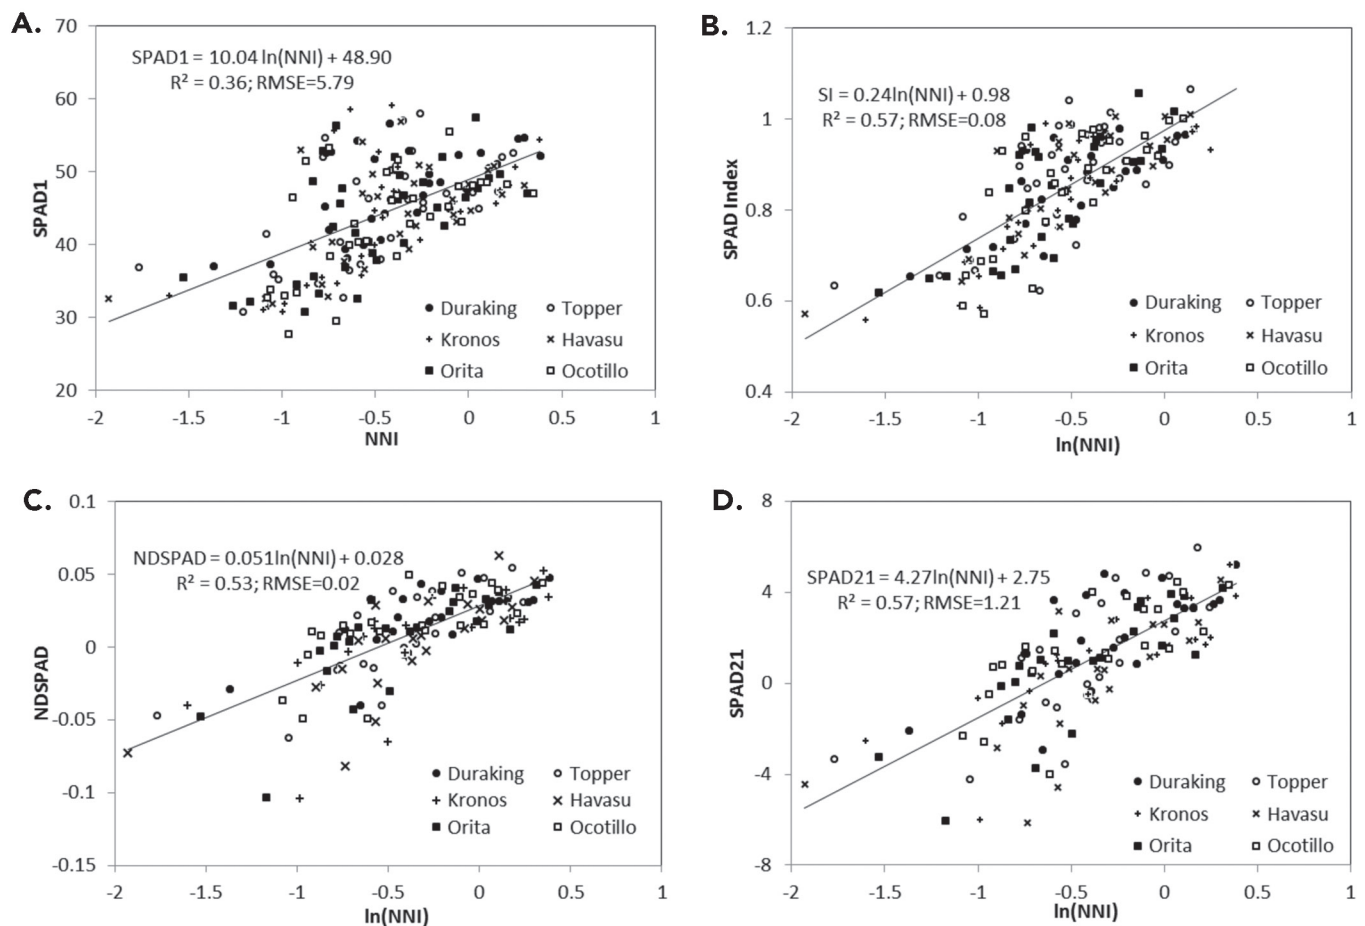 A.
70
60
50
40
30
20
SPAD1
SPAD1 = 10.04 ln(NNI) + 48.90
R² = 0.36; RMSE=5.79
Duraking Topper
Kronos Havasu
Orita Ocotillo
-2 -1.5 -1 -0.5 0 0.5 1
NNI
B.
1.2
1
0.8
0.6
0.4
SPAD Index
SI = 0.24ln(NNI) + 0.98
R² = 0.57; RMSE=0.08
Duraking Topper
Kronos Havasu
Orita Ocotillo
-2 -1.5 -1 -0.5 0 0.5 1
ln(NNI)
C.
0.1
0.05
0
-0.05
-0.1
-0.15
NDSPAD
NDSPAD = 0.051ln(NNI) + 0.028
R² = 0.53; RMSE=0.02
Duraking Topper
Kronos Havasu
Orita Ocotillo
-2 -1.5 -1 -0.5 0 0.5 1
ln(NNI)
D.
8
4
0
-4
-8
SPAD21
SPAD21 = 4.27ln(NNI) + 2.75
R² = 0.57; RMSE=1.21
Duraking Topper
Kronos Havasu
Orita Ocotillo
-2 -1.5 -1 -0.5 0 0.5 1
ln(NNI)